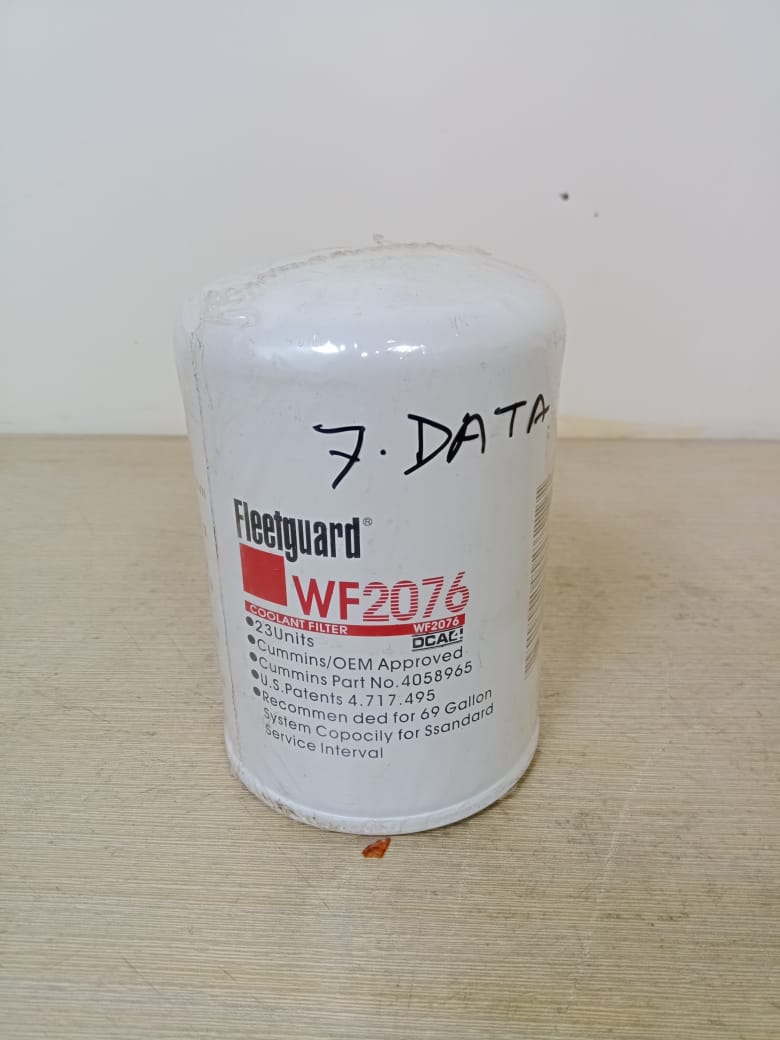 7. DATA
Fleetguard®
WF2076
COOLANT FILTER WF2076
DCA4
•23Units
•Cummins/OEM Approved
•Cummins Part No.4058965
•U.S.Patents 4.717.495
•Recommen ded for 69 Gallon
System Copocily for Ssandard
Service Interval